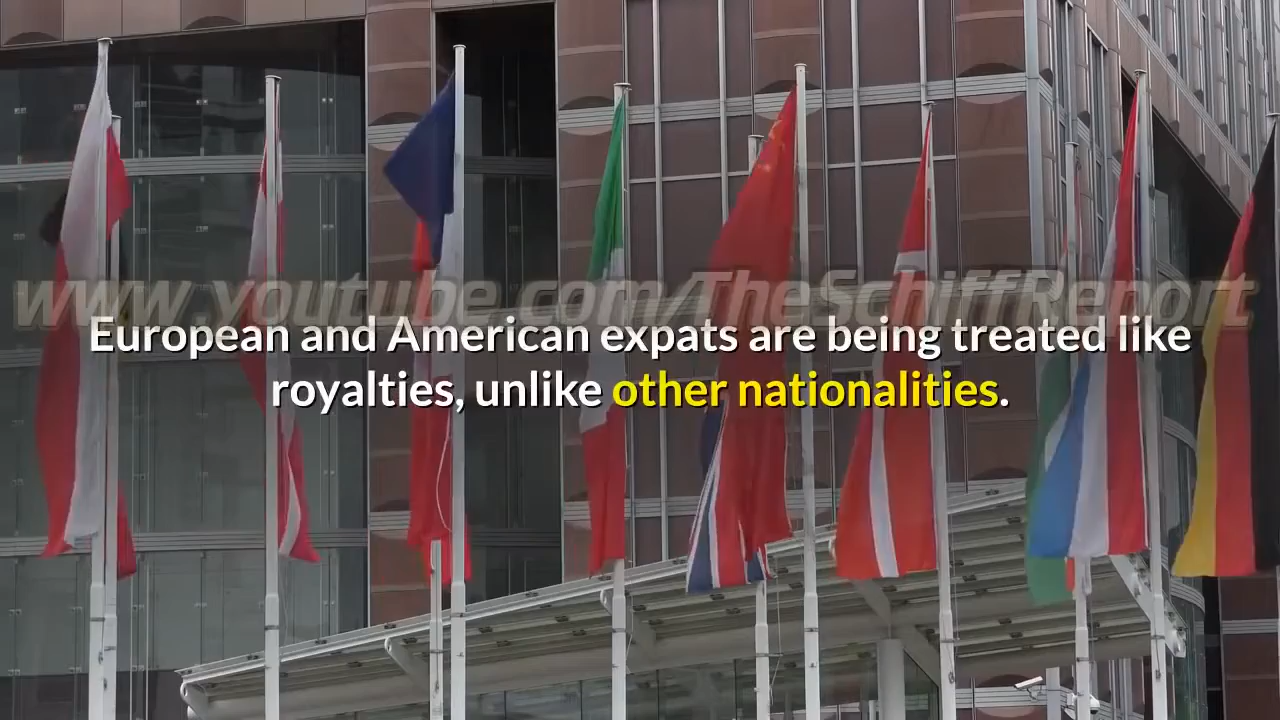 www.youtube.com/TheSchiffReport
European and American expats are being treated like
royalties, unlike other nationalities.